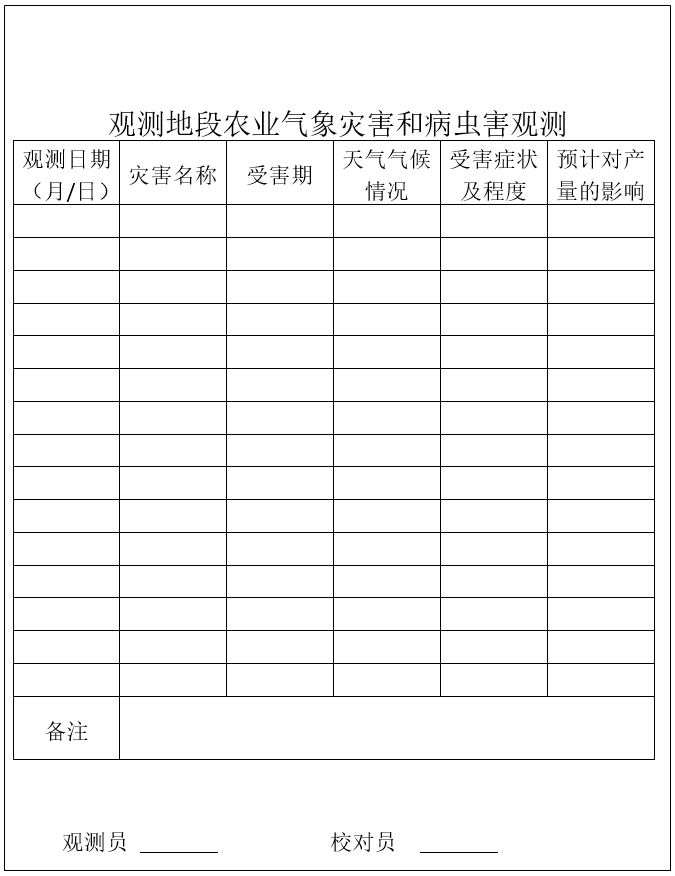 观测地段农业气象灾害和病虫害观测
观测日期
（月/日）
灾害名称
受害期
天气气候
情况
受害症状
及程度
预计对产
量的影响
备注
观测员 ________ 校对员 ________